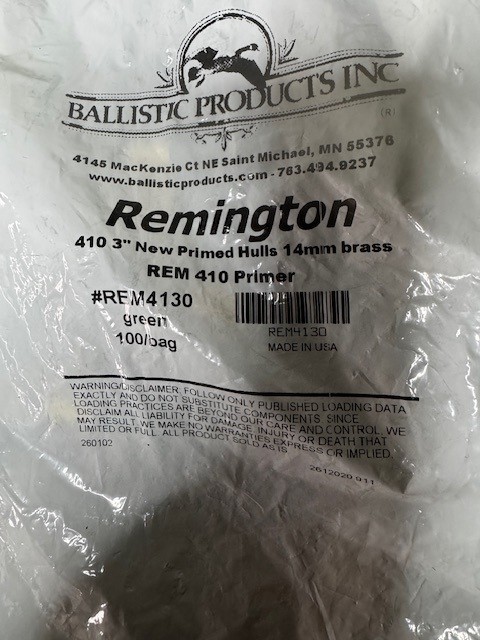 BALLISTIC PRODUCTS INC
(R)
4145 MacKenzie Ct NE Saint Michael, MN 55376
www.ballisticproducts.com - 763.494.9237
Remington
410 3" New Primed Hulls 14mm brass
REM 410 Primer
#REM4130
green
100/bag
REM4130
MADE IN USA
WARNING/DISCLAIMER: FOLLOW ONLY PUBLISHED LOADING DATA
EXACTLY AND DO NOT SUBSTITUTE COMPONENTS. SINCE
LOADING PRACTICES ARE BEYOND OUR CARE AND CONTROL, WE
DISCLAIM ALL LIABILITY FOR DAMAGE, INJURY OR DEATH THAT
MAY RESULT. WE MAKE NO WARRANTIES EXPRESS OR IMPLIED,
LIMITED OR FULL. ALL PRODUCT SOLD AS IS
260102
2612020 911